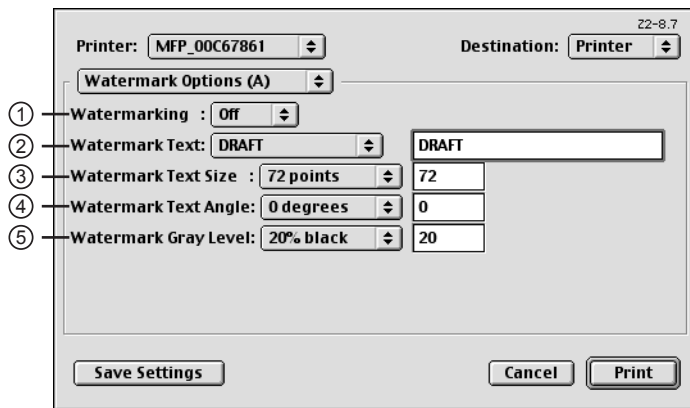 Z2-8.7
Printer: MFP_00C67861 Destination: Printer
Watermark Options (A)
① Watermarking : Off
② Watermark Text: DRAFT DRAFT
③ Watermark Text Size : 72 points 72
④ Watermark Text Angle: 0 degrees 0
⑤ Watermark Gray Level: 20% black 20
Save Settings Cancel Print